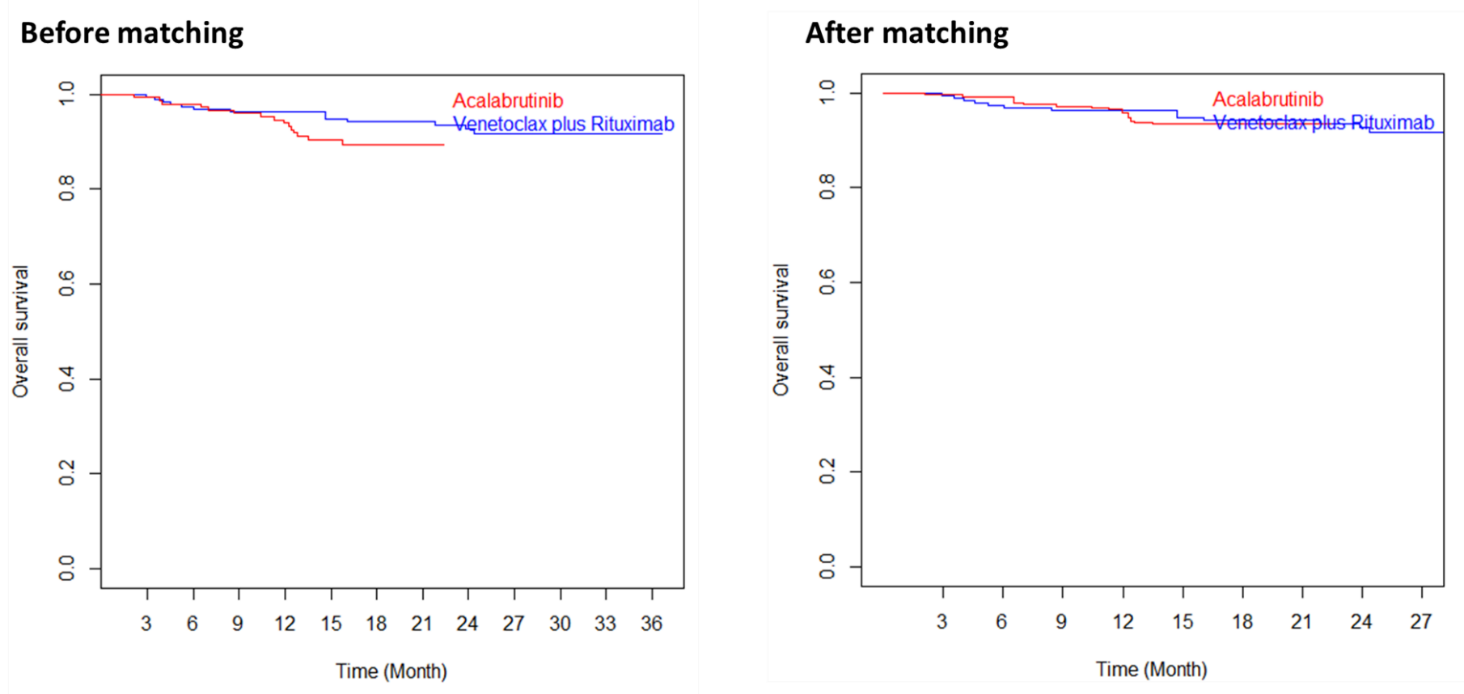 Before matching
1.0
0.8
0.6
0.4
0.2
0.0
Overall survival
Acalabrutinib
Venetoclax plus Rituximab
3 6 9 12 15 18 21 24 27 30 33 36
Time (Month)
After matching
1.0
0.8
0.6
0.4
0.2
0.0
Overall survival
Acalabrutinib
Venetoclax plus Rituximab
3 6 9 12 15 18 21 24 27
Time (Month)